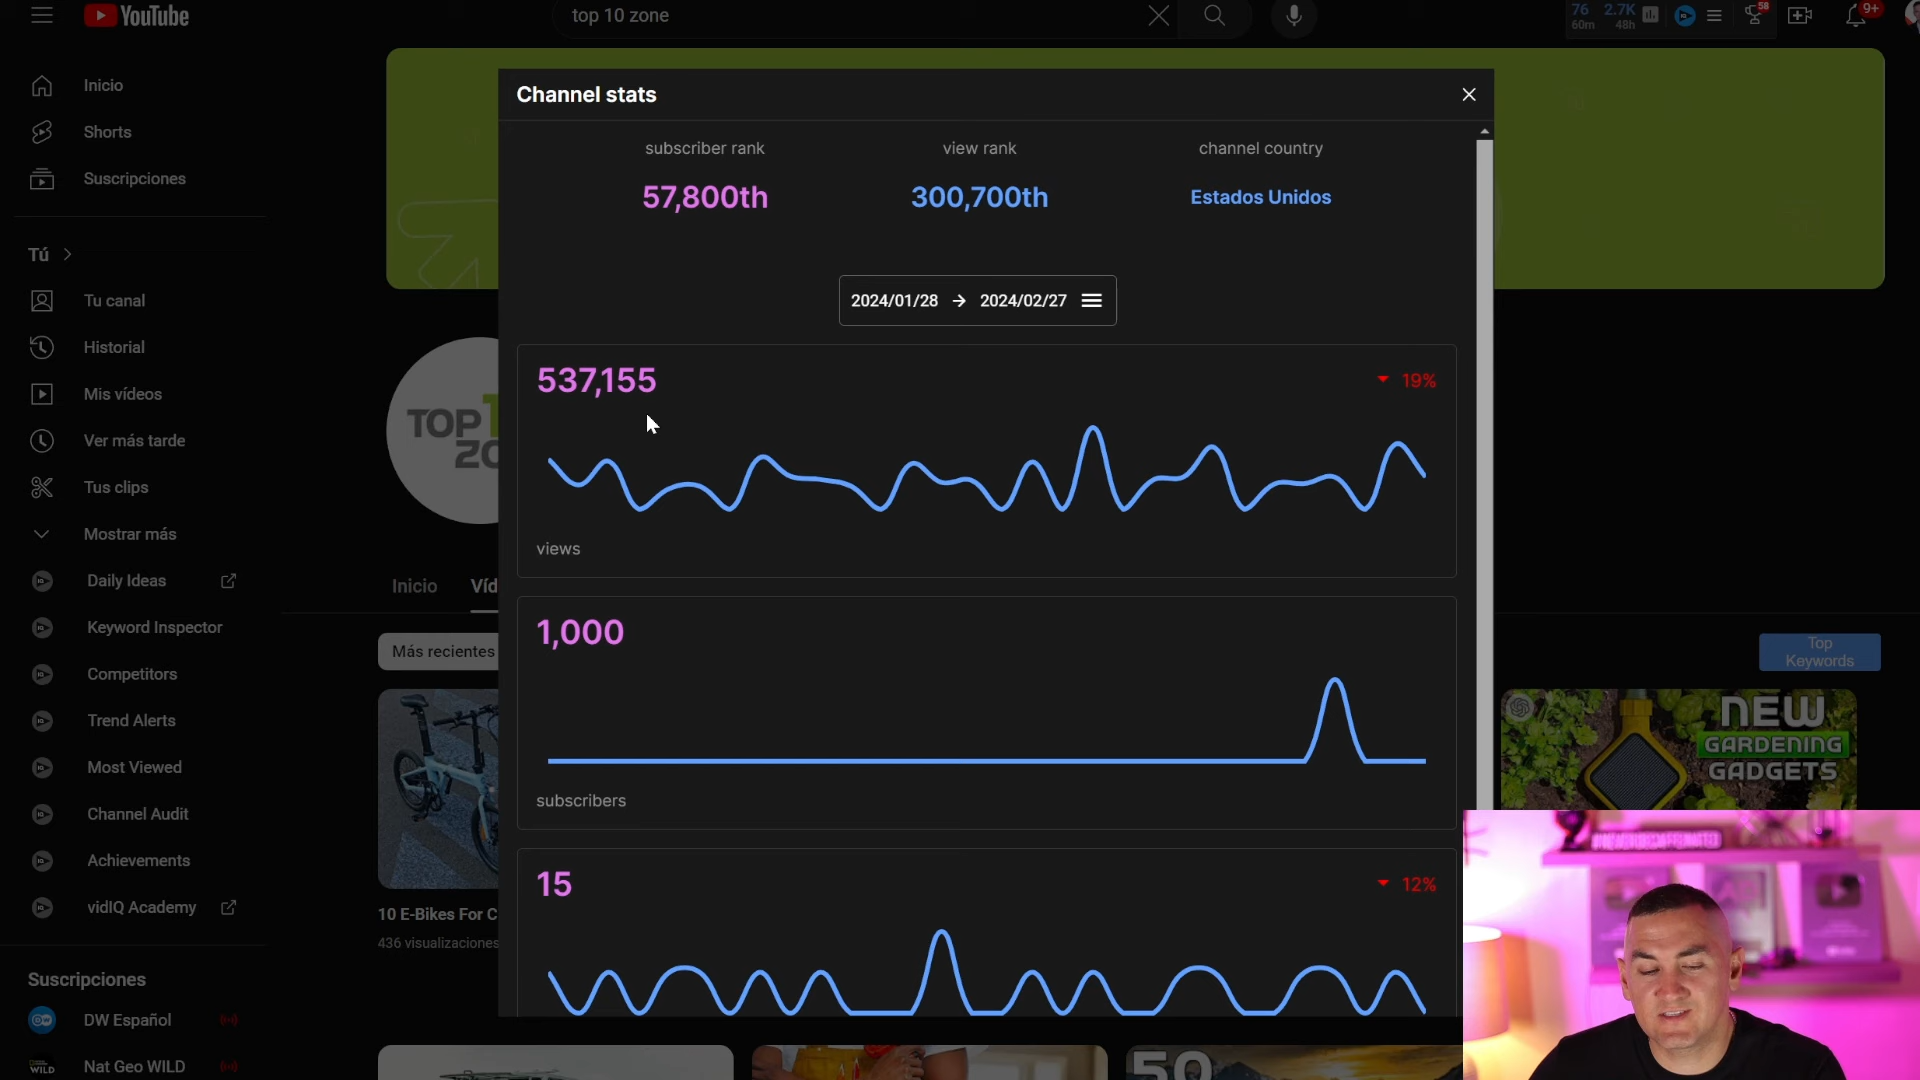 YouTube
top 10 zone
76
60m
2.7K
48h
58
9+
Inicio
Shorts
Suscripciones
Tú
Tu canal
Historial
Mis vídeos
Ver más tarde
Tus clips
Mostrar más
Daily Ideas
Keyword Inspector
Competitors
Trend Alerts
Most Viewed
Channel Audit
Achievements
vidIQ Academy
Suscripciones
DW Español
Nat Geo WILD
TOP 1
Inicio
Víd
Más recientes
10 E-Bikes For C
436 visualizaciones
Channel stats
subscriber rank
57,800th
view rank
300,700th
channel country
Estados Unidos
2024/01/28 → 2024/02/27
537,155
19%
views
1,000
subscribers
15
12%
Top
Keywords
NEW
GARDENING
GADGETS
50